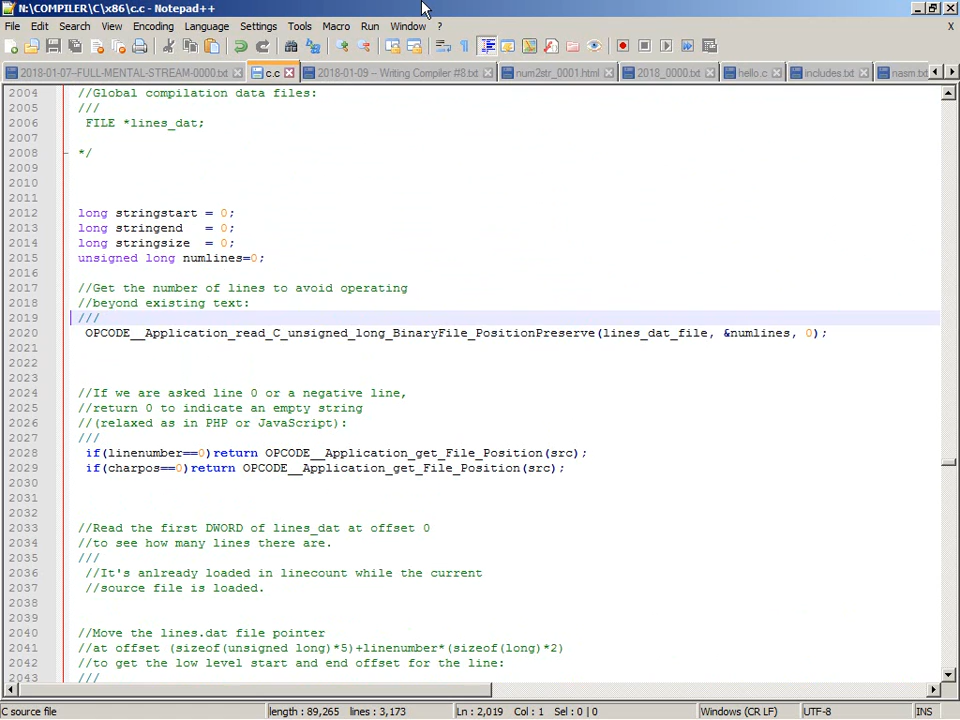 N:\COMPILER\C\x86\c.c - Notepad++
File Edit Search View Encoding Language Settings Tools Macro Run Window ? X
2018-01-07-FULL-MENTAL-STREAM-0000.txt c.c 2018-01-09 -- Writing Compiler #8.txt num2str_0001.html 2018_0000.txt hello.c includes.txt nasm.tx
2004 //Global compilation data files:
2005 ///
2006 FILE *lines_dat;
2007
2008 */
2009
2010
2011
2012 long stringstart = 0;
2013 long stringend   = 0;
2014 long stringsize  = 0;
2015 unsigned long numlines=0;
2016
2017 //Get the number of lines to avoid operating
2018 //beyond existing text:
2019 ///
2020 OPCODE__Application_read_C_unsigned_long_BinaryFile_PositionPreserve(lines_dat_file, &numlines, 0);
2021
2022
2023
2024 //If we are asked line 0 or a negative line,
2025 //return 0 to indicate an empty string
2026 //(relaxed as in PHP or JavaScript):
2027 ///
2028 if(linenumber==0)return OPCODE__Application_get_File_Position(src);
2029 if(charpos==0)return OPCODE__Application_get_File_Position(src);
2030
2031
2032
2033 //Read the first DWORD of lines_dat at offset 0
2034 //to see how many lines there are.
2035 ///
2036 //It's anlready loaded in linecount while the current
2037 //source file is loaded.
2038
2039
2040 //Move the lines.dat file pointer
2041 //at offset (sizeof(unsigned long)*5)+linenumber*(sizeof(long)*2)
2042 //to get the low level start and end offset for the line:
2043 ///
C source file length : 89,265 lines : 3,173 Ln : 2,019 Col : 1 Sel : 0 | 0 Windows (CR LF) UTF-8 INS